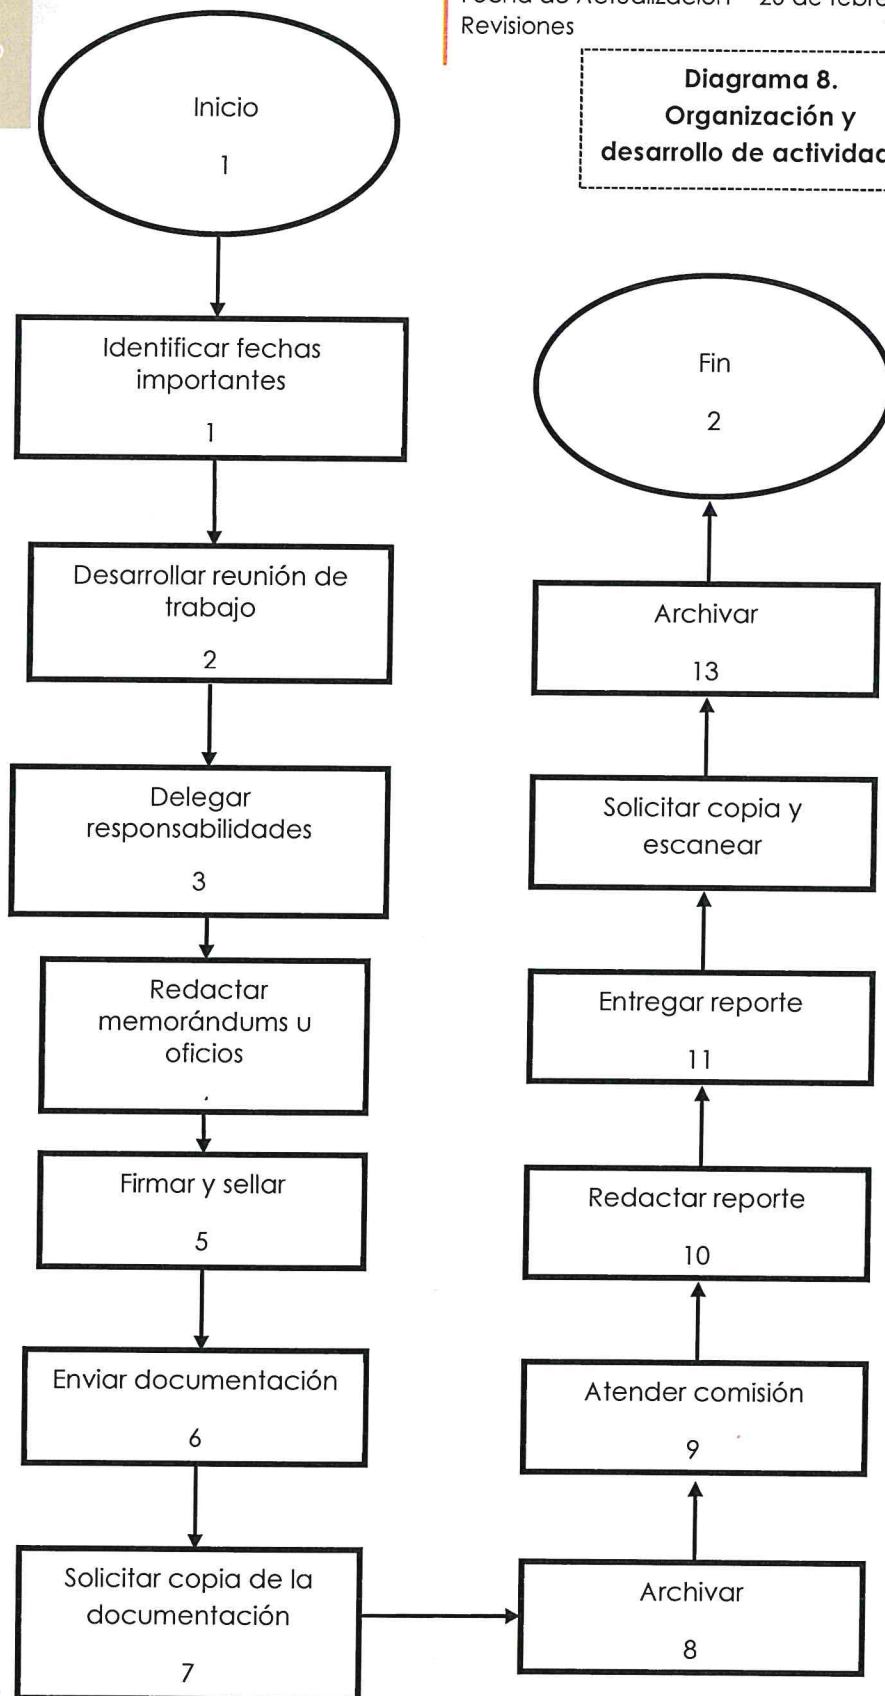 Revisiones
Diagrama 8.
Organización y
desarrollo de
Inicio
1
Identificar fechas
importantes
1
Desarrollar reunión de
trabajo
2
Delegar
responsabilidades
3
Redactar
memorándums u
oficios
Firmar y sellar
5
Enviar documentación
6
Solicitar copia de la
documentación
7
Archivar
8
Atender comisión
9
Redactar reporte
10
Entregar reporte
11
Solicitar copia y
escanear
Archivar
13
Fin
2